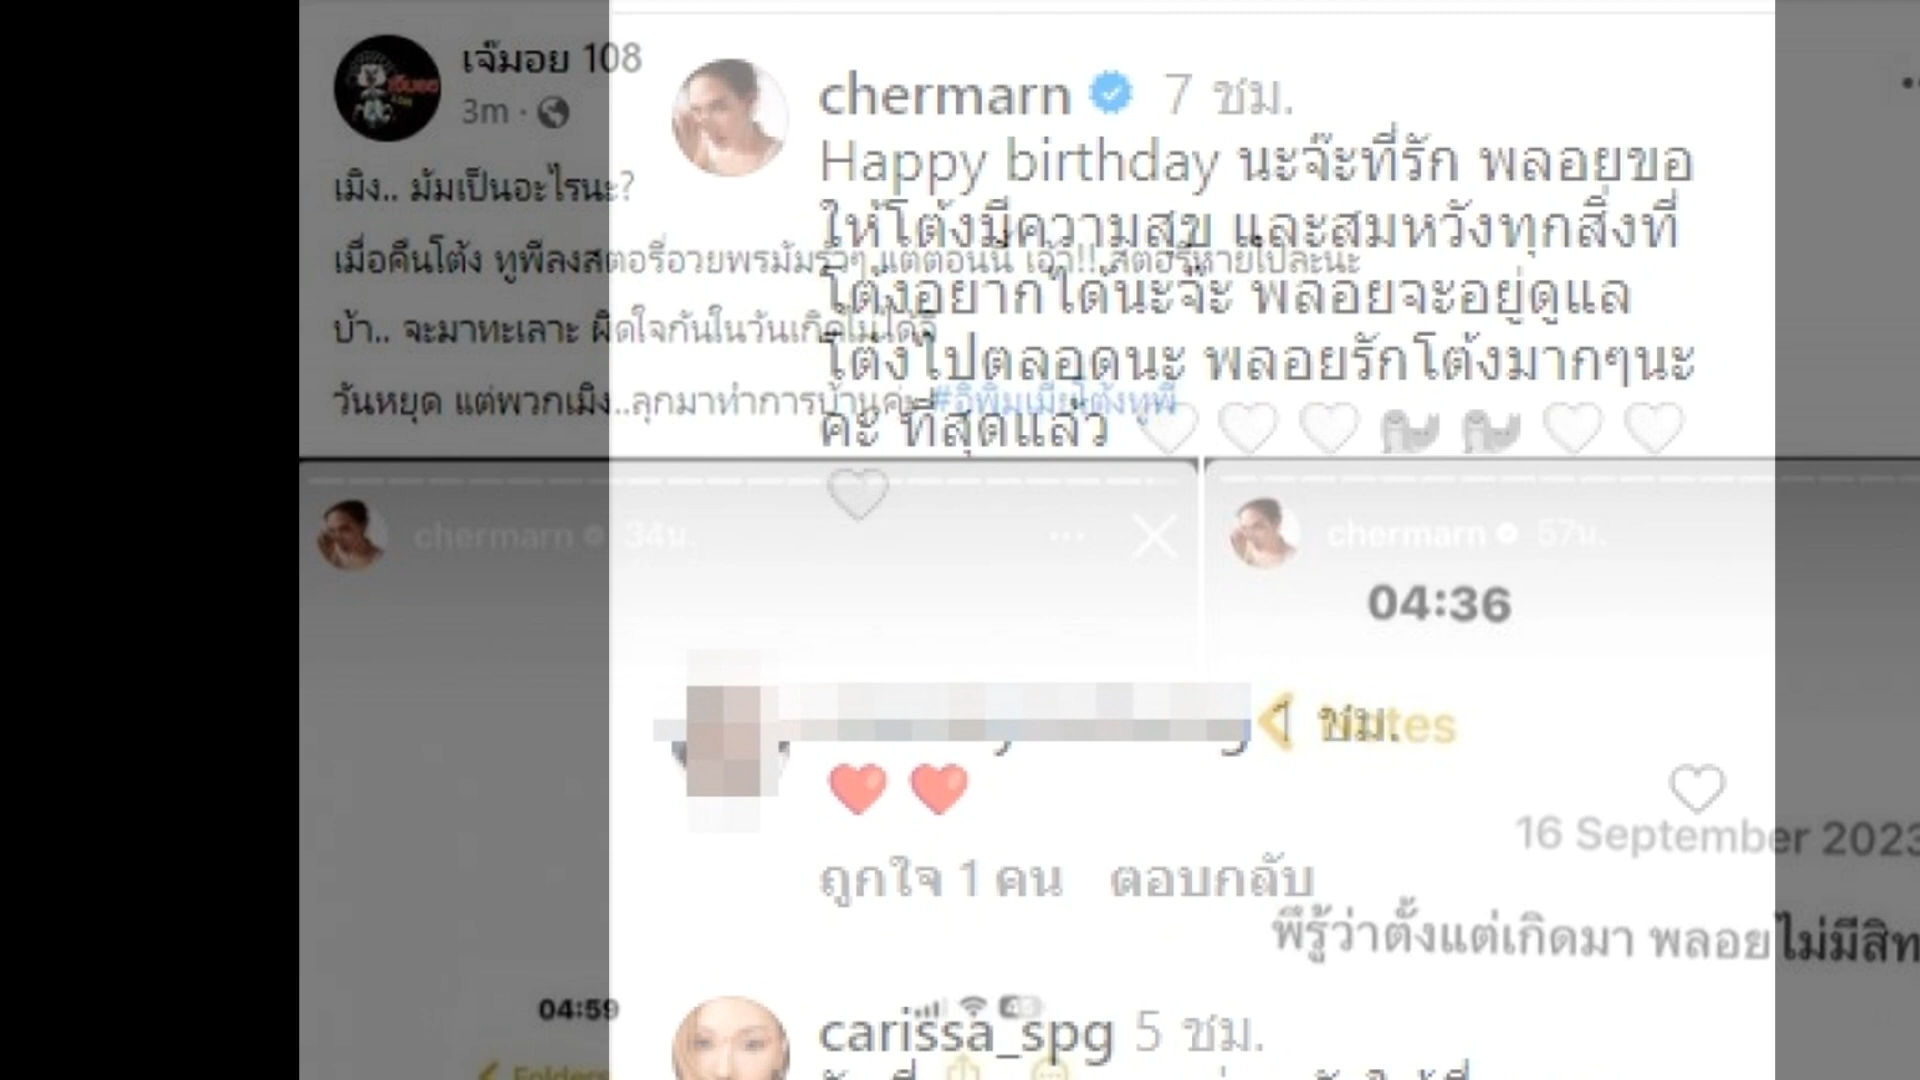 เจ๊มอย 108
3m
เมิง.. มัมเป็นอะไรนะ?
เมื่อคืนโต้ง ทูพีลงสตอรี่อวยพรมัมรัวๆ แต่ตอนนี้ เอ้า!! สตอรี่หายไปละนะ
บ้า.. จะมาทะเลาะ ผิดใจกันในวันเกิดไม่ได้สิ
วันหยุด แต่พวกเมิง..ลุกมาทำการบ้านค่ะ #อีพิมเมียโต้งทูพี
chermarn 7 ชม.
Happy birthday นะจ๊ะที่รัก พลอยขอ
ให้โต้งมีความสุข และสมหวังทุกสิ่งที่
โต้งอยากได้นะจ๊ะ พลอยจะอยู่ดูแล
โต้งไปตลอดนะ พลอยรักโต้งมากๆนะ
คะ ที่สุดแล้ว
chermarn 34น.
chermarn 57น.
04:36
1 ชม.
Notes
ถูกใจ 1 คน ตอบกลับ
16 September 2023
พี่รู้ว่าตั้งแต่เกิดมา พลอยไม่มีสิท
04:59
carissa_spg 5 ชม.
Folders